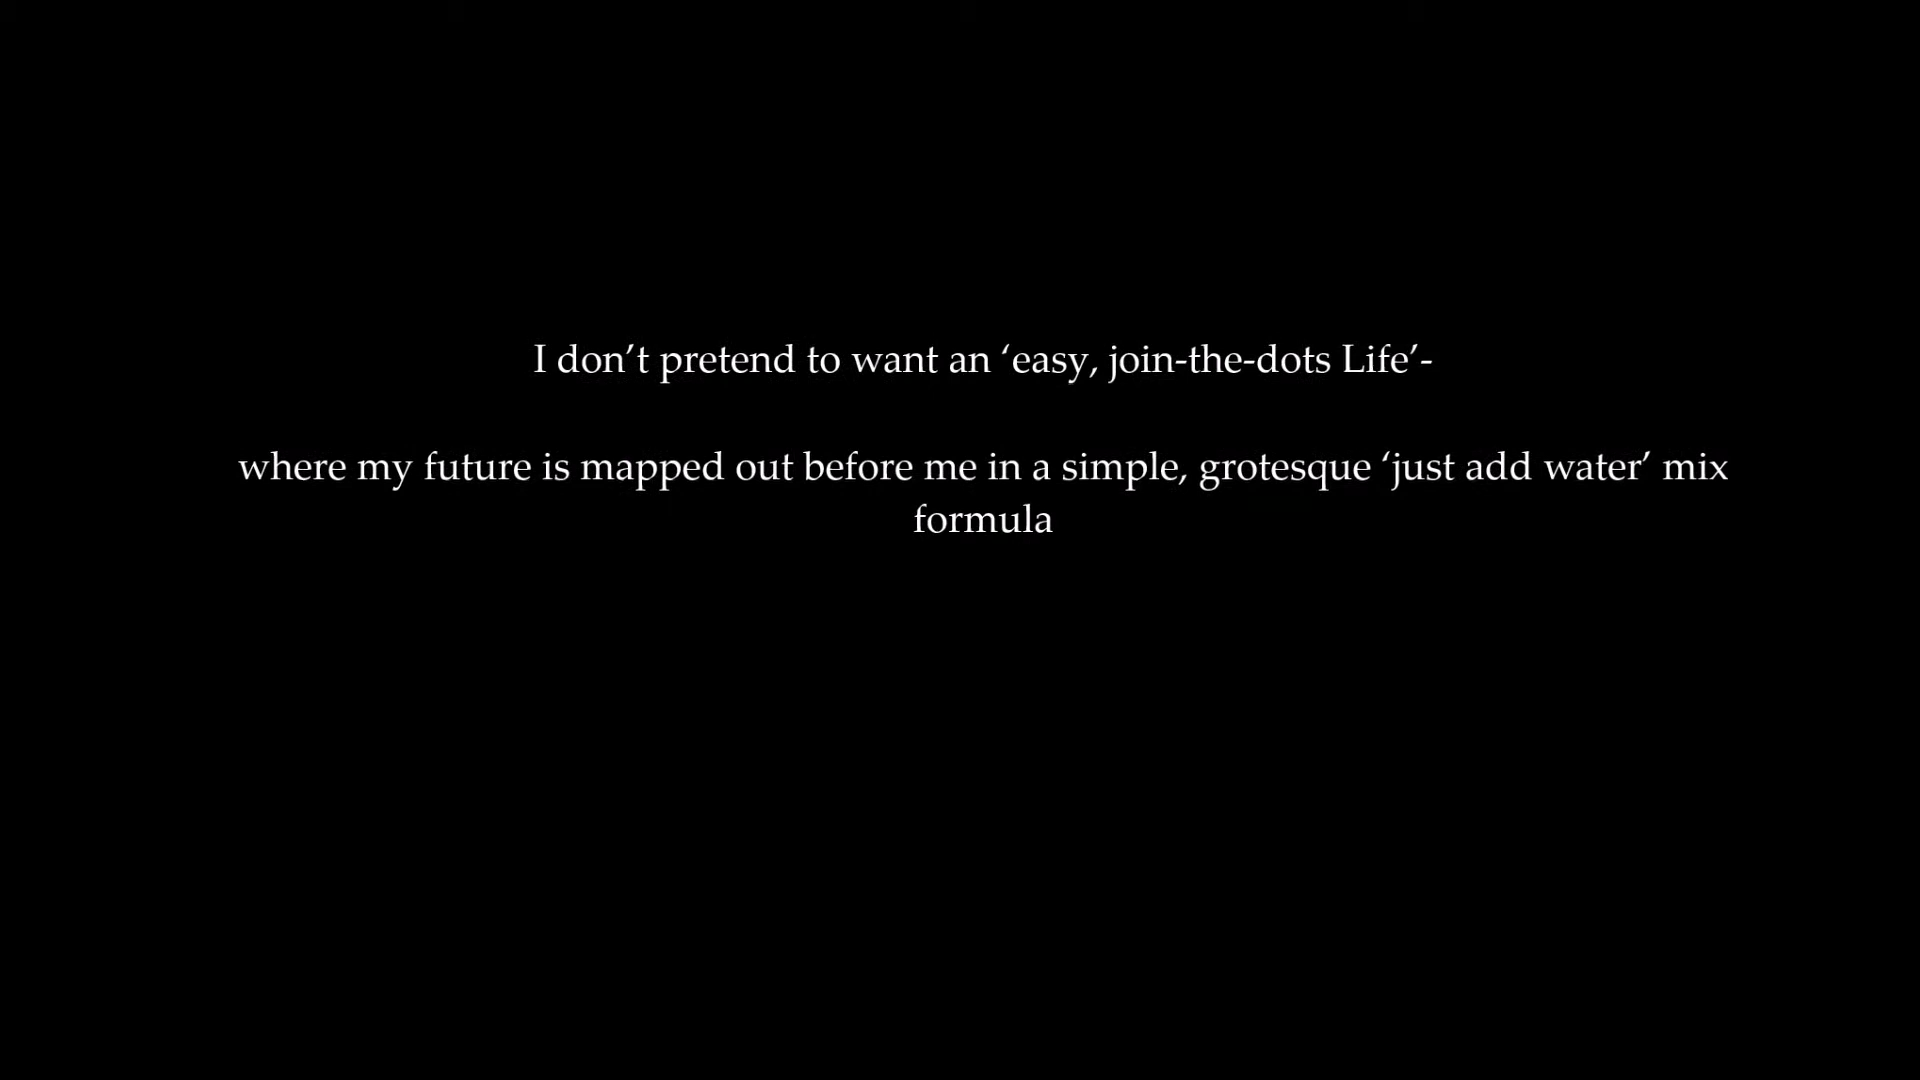 I don’t pretend to want an ‘easy, join-the-dots Life’-
where my future is mapped out before me in a simple, grotesque ‘just add water’ mix
formula